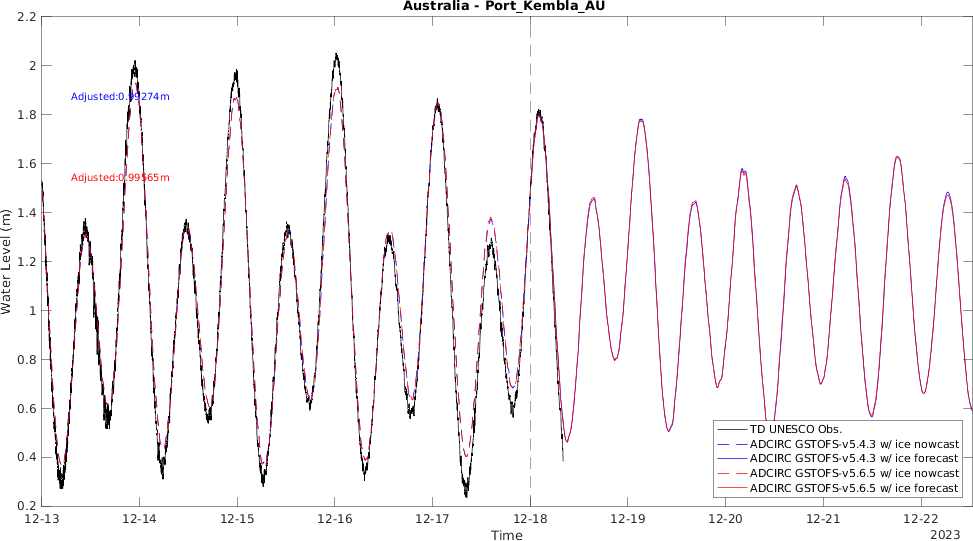 Australia - Port_Kembla_AU
2.2
2
1.8
1.6
1.4
1.2
1
0.8
0.6
0.4
0.2
Water Level (m)
Adjusted:0.99274m
Adjusted:0.99565m
TD UNESCO Obs.
ADCIRC GSTOFS-v5.4.3 w/ ice nowcast
ADCIRC GSTOFS-v5.4.3 w/ ice forecast
ADCIRC GSTOFS-v5.6.5 w/ ice nowcast
ADCIRC GSTOFS-v5.6.5 w/ ice forecast
12-13 12-14 12-15 12-16 12-17 12-18 12-19 12-20 12-21 12-22
Time
2023